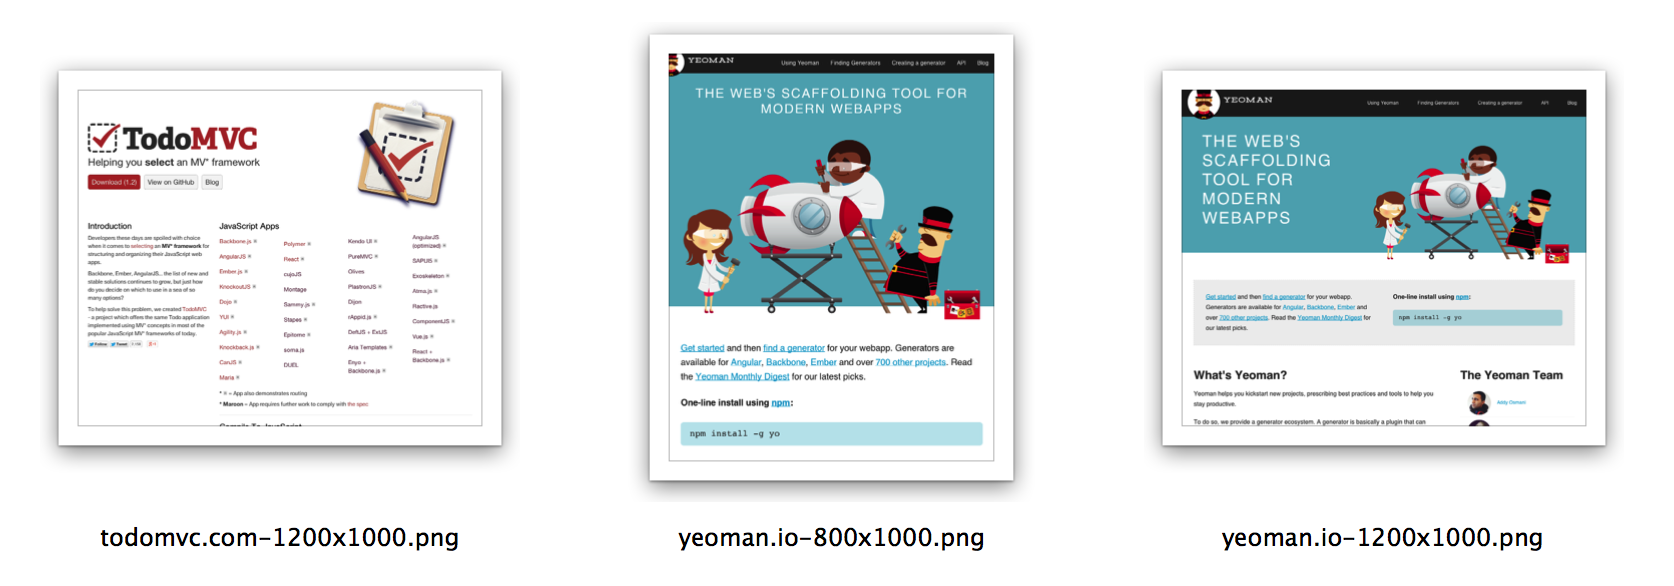 TodoMVC
Helping you select an MV* framework
Download (1.2)
View on GitHub
Blog
Introduction
Developers these days are spoiled with choice
when it comes to selecting an MV* framework for
structuring and organizing their JavaScript web
apps.
Backbone, Ember, AngularJS... the list of new and
stable solutions continues to grow, but just how
do you decide on which to use in a sea of so
many options?
To help solve this problem, we created TodoMVC
- a project which offers the same Todo application
implemented using MV* concepts in most of the
popular JavaScript MV* frameworks of today.
Follow
Tweet
JavaScript Apps
Backbone.js
AngularJS
Ember.js
KnockoutJS
Dojo
YUI
Agility.js
Knockback.js
CanJS
Maria
Polymer
React
cujoJS
Montage
Sammy.js
Stapes
Epitome
soma.js
DUEL
Kendo UI
PureMVC
Olives
PlastronJS
Dijon
rAppid.js
DeftJS + ExtJS
Aria Templates
Enyo +
Backbone.js
AngularJS
(optimized)
SAPUI5
Exoskeleton
Atma.js
Ractive.js
ComponentJS
Vue.js
React +
Backbone.js
* = App also demonstrates routing
* Maroon = App requires further work to comply with the spec
Compile To JavaScript
todomvc.com-1200x1000.png
YEOMAN
Using Yeoman
Finding Generators
Creating a generator
API
Blog
THE WEB'S SCAFFOLDING TOOL FOR
MODERN WEBAPPS
Get started and then find a generator for your webapp. Generators are
available for Angular, Backbone, Ember and over 700 other projects. Read
the Yeoman Monthly Digest for our latest picks.
One-line install using npm:
npm install -g yo
yeoman.io-800x1000.png
YEOMAN
Using Yeoman
Finding Generators
Creating a generator
API
Blog
THE WEB'S
SCAFFOLDING
TOOL FOR
MODERN
WEBAPPS
Get started and then find a generator for your webapp.
Generators are available for Angular, Backbone, Ember and
over 700 other projects. Read the Yeoman Monthly Digest for
our latest picks.
One-line install using npm:
npm install -g yo
What's Yeoman?
Yeoman helps you kickstart new projects, prescribing best practices and tools to help you
stay productive.
To do so, we provide a generator ecosystem. A generator is basically a plugin that can
The Yeoman Team
Addy Osmani
yeoman.io-1200x1000.png